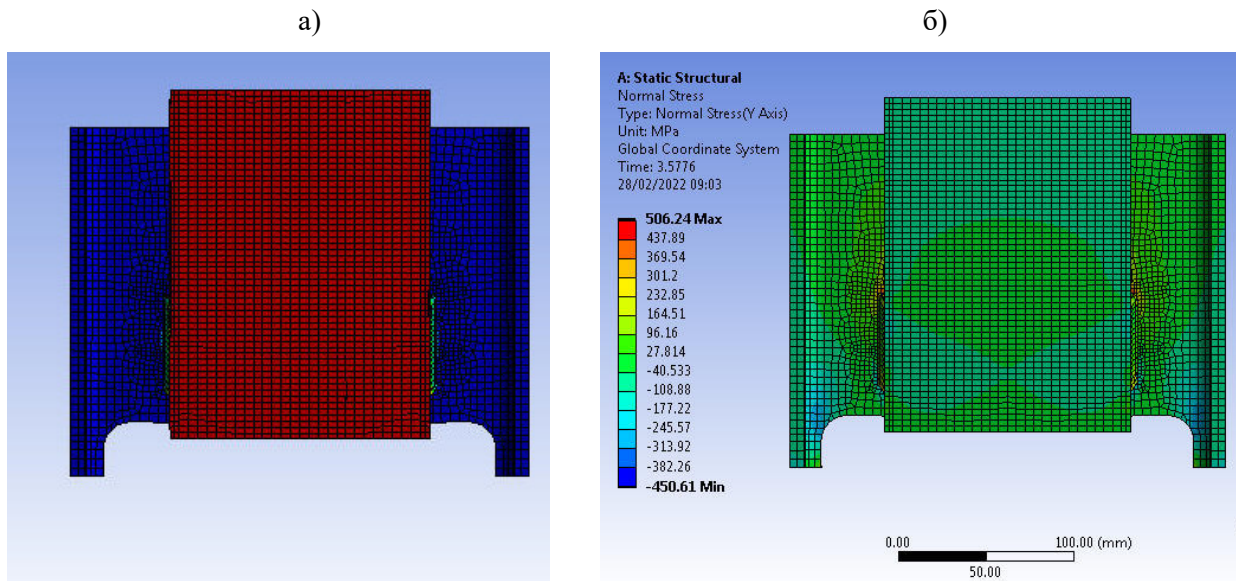 а)
б)
A: Static Structural
Normal Stress
Type: Normal Stress(Y Axis)
Unit: MPa
Global Coordinate System
Time: 3.5776
28/02/2022 09:03
506.24 Max
437.89
369.54
301.2
232.85
164.51
96.16
27.814
-40.533
-108.88
-177.22
-245.57
-313.92
-382.26
-450.61 Min
0.00
100.00 (mm)
50.00